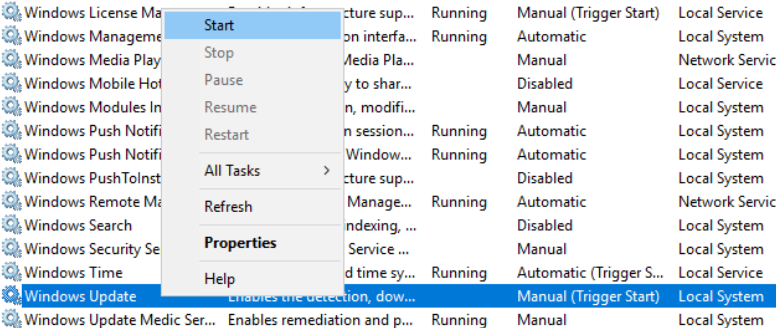 Windows License Ma cture sup... Running Manual (Trigger Start) Local Service
Start
Windows Manageme on interfa... Running Automatic Local System
Stop
Windows Media Play Media Pla... Manual Network Servic
Pause
Windows Mobile Hot y to shar... Disabled Local Service
Resume
Windows Modules In n, modifi... Manual Local System
Restart
Windows Push Notifi n session... Running Automatic Local System
Windows Push Notifi Window... Running Automatic Local System
All Tasks >
Windows PushToInst cture sup... Disabled Local System
Refresh
Windows Remote Ma Manage... Running Automatic Network Servic
Windows Search ndexing, ... Disabled Local System
Properties
Windows Security Se Service ... Manual Local System
Help
Windows Time d time sy... Running Automatic (Trigger S... Local Service
Windows Update Enables the detection, dow... Manual (Trigger Start) Local System
Windows Update Medic Ser... Enables remediation and p... Running Manual Local System